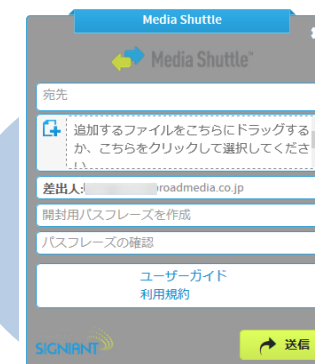 Media Shuttle
Media Shuttle™
宛先
追加するファイルをこちらにドラッグする
か、こちらをクリックして選択してくださ
い
差出人: roadmedia.co.jp
開封用パスフレーズを作成
パスフレーズの確認
ユーザーガイド
利用規約
SIGNIANT
送信